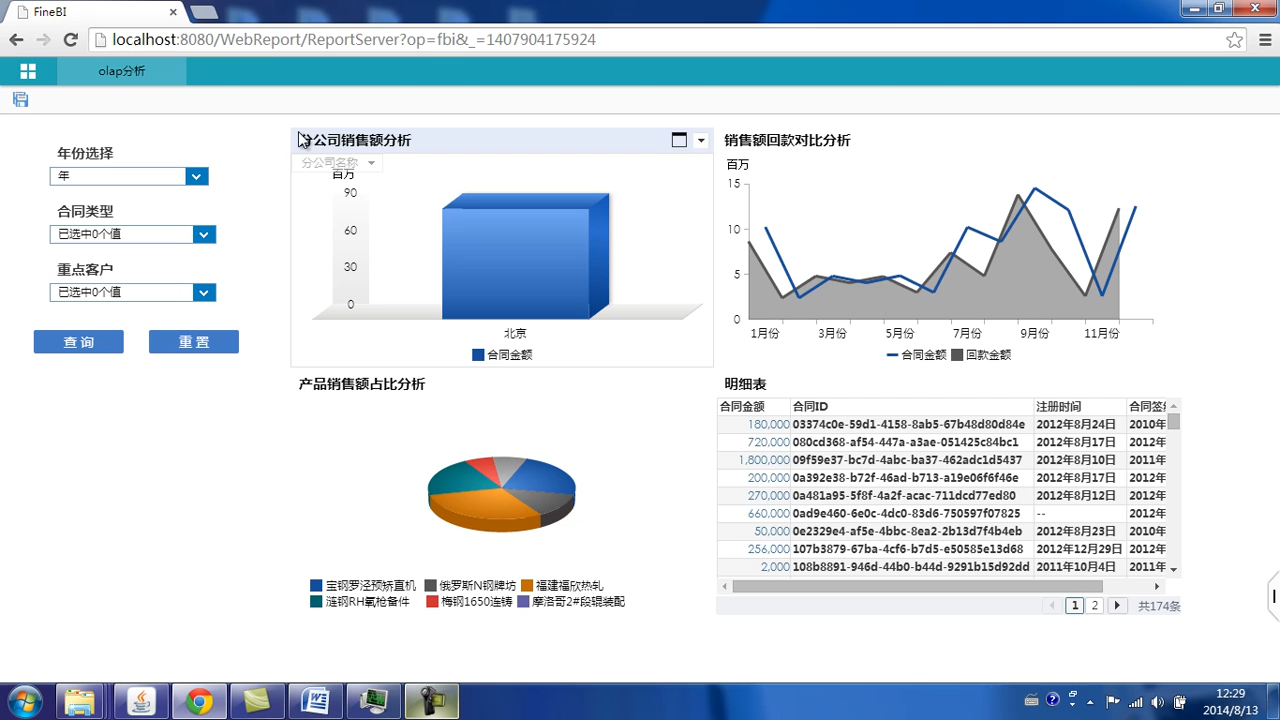 FineBI
localhost:8080/WebReport/ReportServer?op=fbi&_=1407904175924
olap分析
年份选择
年
合同类型
已选中0个值
重点客户
已选中0个值
查询 重置
分公司销售额分析
分公司名称
百万
90
60
30
0
北京
合同金额
销售额回款对比分析
百万
15
10
5
0
1月份 3月份 5月份 7月份 9月份 11月份
合同金额 回款金额
产品销售额占比分析
宝钢罗泾预矫直机 俄罗斯N钢牌坊 福建福欣热轧
涟钢RH氧枪备件 梅钢1650连铸 摩洛哥2#段辊装配
明细表
合同金额 合同ID 注册时间 合同签
180,000 03374c0e-59d1-4158-8ab5-67b48d80d84e 2012年8月24日 2010年
720,000 080cd368-af54-447a-a3ae-051425c84bc1 2012年8月17日 2012年
1,800,000 09f59e37-bc7d-4abc-ba37-462adc1d5437 2012年8月10日 2011年
200,000 0a392e38-b72f-46ad-b713-a19e06f6f46e 2012年8月17日 2012年
270,000 0a481a95-5f8f-4a2f-acac-711dcd77ed80 2012年8月12日 2012年
660,000 0ad9e460-6e0c-4dc0-83d6-750597f07825 -- 2012年
50,000 0e2329e4-af5e-4bbc-8ea2-2b13d7f4b4eb 2012年8月23日 2010年
256,000 107b3879-67ba-4cf6-b7d5-e50585e13d68 2012年12月29日 2012年
2,000 108b8891-946d-44b0-b44d-9291b15d92dd 2011年10月4日 2011年
1 2 共174条
12:29
2014/8/13